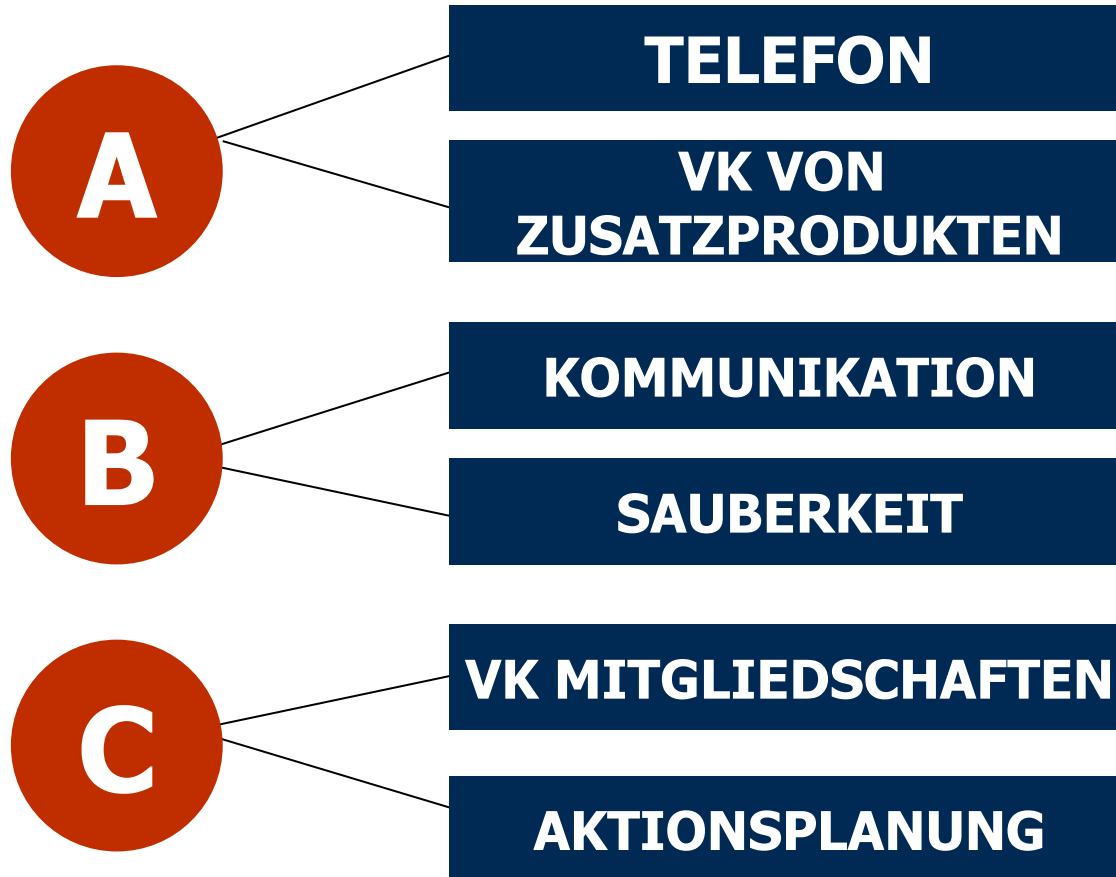 A
TELEFON
VK VON
ZUSATZPRODUKTEN
B
KOMMUNIKATION
SAUBERKEIT
C
VK MITGLIEDSCHAFTEN
AKTIONSPLANUNG